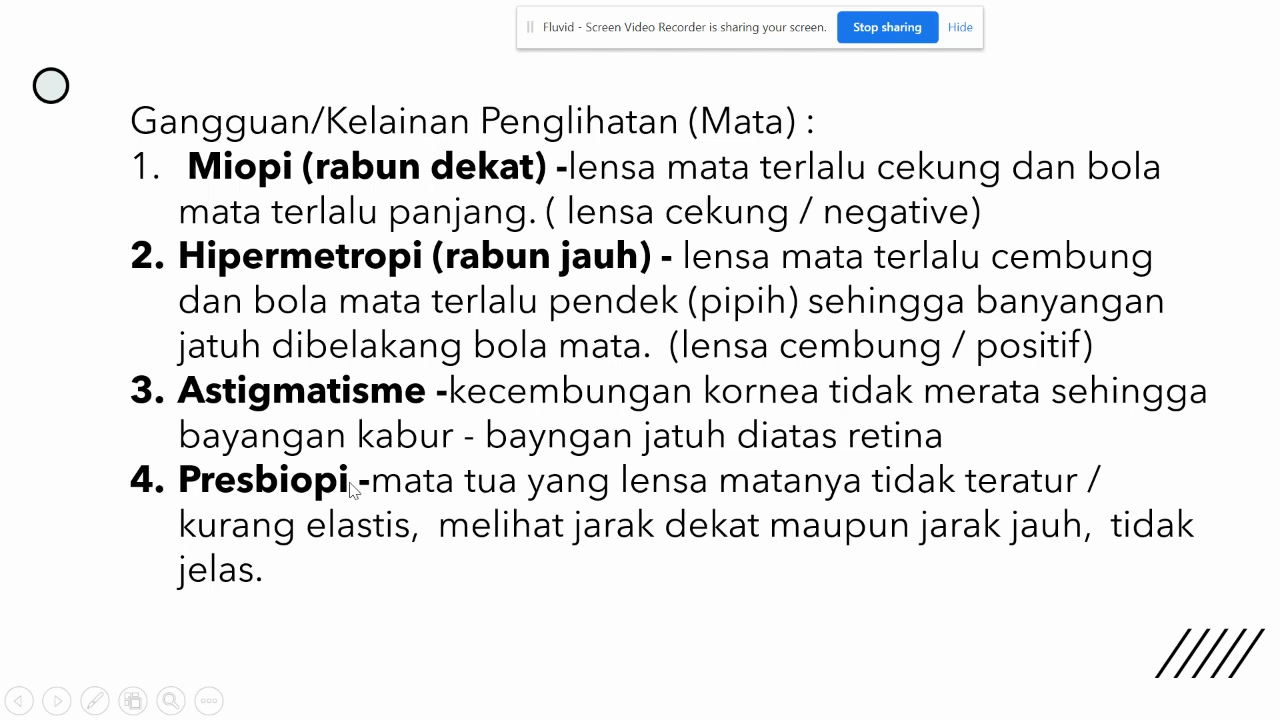 Fluvid - Screen Video Recorder is sharing your screen. Stop sharing Hide
Gangguan/Kelainan Penglihatan (Mata) :
1. Miopi (rabun dekat) -lensa mata terlalu cekung dan bola
mata terlalu panjang. ( lensa cekung / negative)
2. Hipermetropi (rabun jauh) - lensa mata terlalu cembung
dan bola mata terlalu pendek (pipih) sehingga banyangan
jatuh dibelakang bola mata. (lensa cembung / positif)
3. Astigmatisme -kecembungan kornea tidak merata sehingga
bayangan kabur - bayngan jatuh diatas retina
4. Presbiopi -mata tua yang lensa matanya tidak teratur /
kurang elastis, melihat jarak dekat maupun jarak jauh, tidak
jelas.